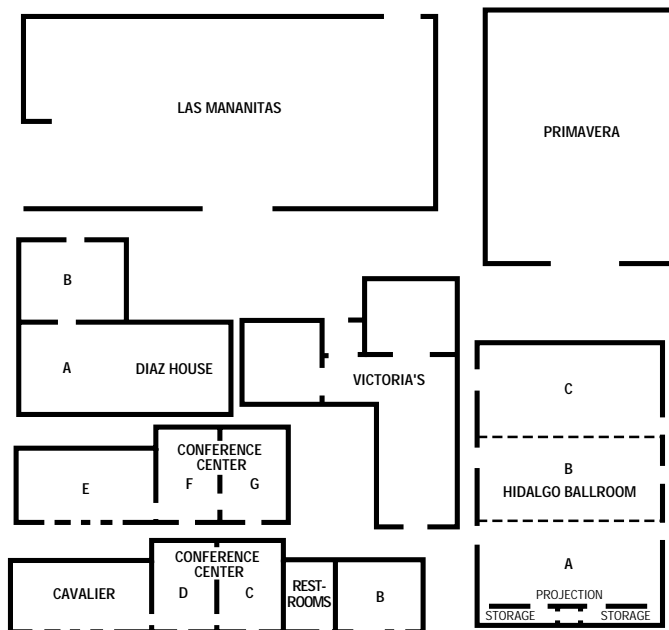 LAS MANANITAS
PRIMAVERA
B
A
DIAZ HOUSE
VICTORIA'S
C
B
HIDALGO BALLROOM
A
PROJECTION
STORAGE
STORAGE
CONFERENCE
CENTER
E
F
G
CONFERENCE
CENTER
CAVALIER
D
C
REST-
ROOMS
B